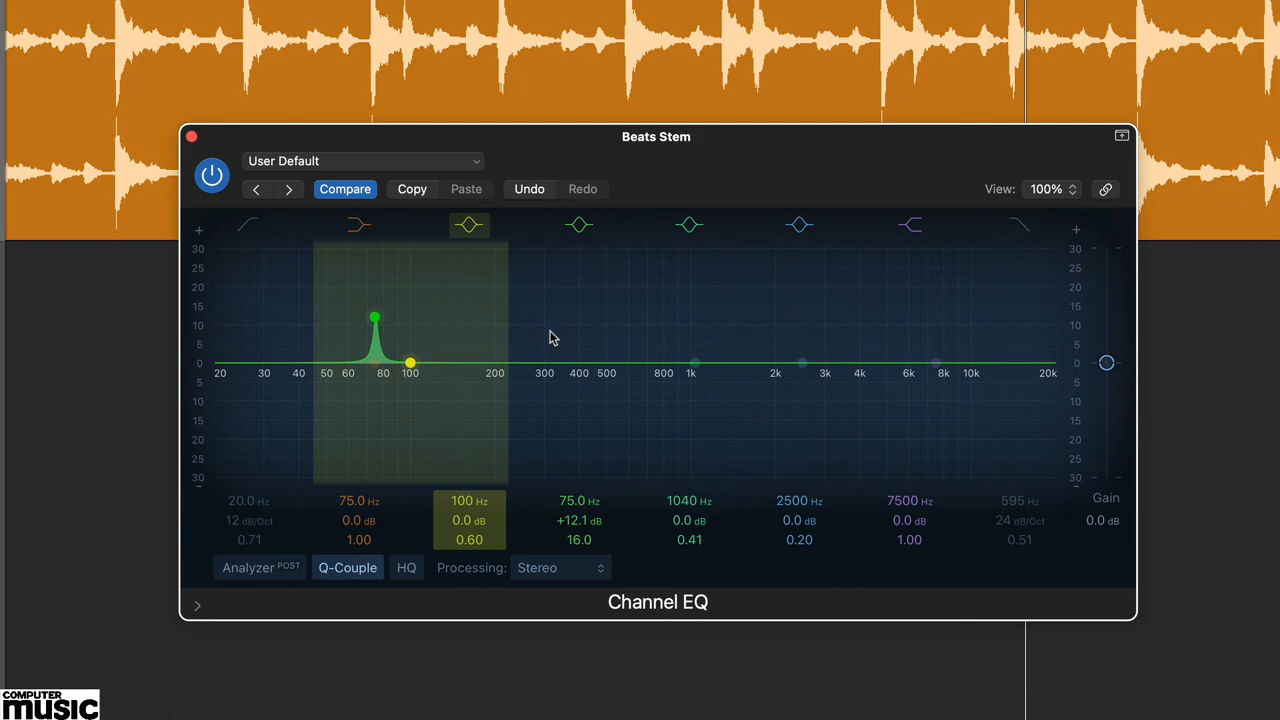 Beats Stem
User Default
Compare Copy Paste Undo Redo View: 100%
+ +
30 30
25 25
20 20
15 15
10 10
5 5
0 0
20 30 40 50 60 80 100 200 300 400 500 800 1k 2k 3k 4k 6k 8k 10k 20k
5 5
10 10
15 15
20 20
25 25
30 30
- -
20.0 Hz 75.0 Hz 100 Hz 75.0 Hz 1040 Hz 2500 Hz 7500 Hz 595 Hz Gain
12 dB/Oct 0.0 dB 0.0 dB +12.1 dB 0.0 dB 0.0 dB 0.0 dB 24 dB/Oct 0.0 dB
0.71 1.00 0.60 16.0 0.41 0.20 1.00 0.51
Analyzer POST Q-Couple HQ Processing: Stereo
Channel EQ
COMPUTER
MUSIC